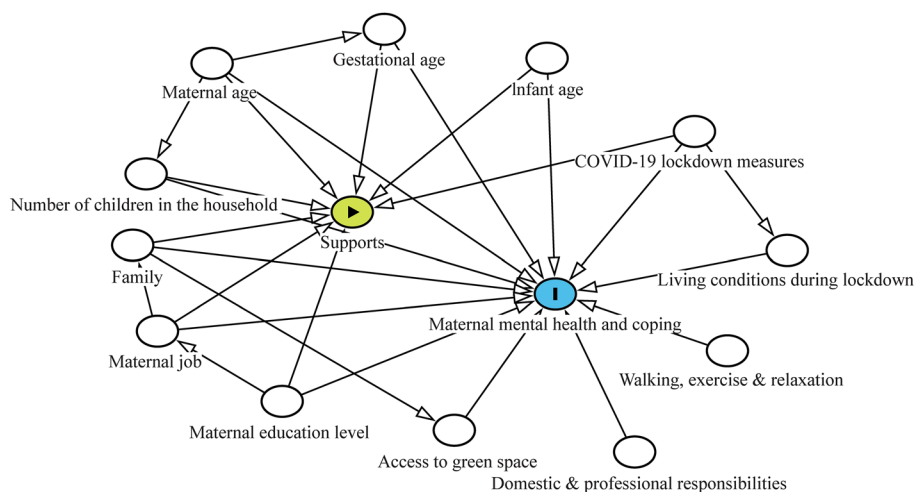 Gestational age
Maternal age
Infant age
COVID-19 lockdown measures
Number of children in the household
Supports
Family
Living conditions during lockdown
Maternal mental health and coping
Maternal job
Walking, exercise & relaxation
Maternal education level
Access to green space
Domestic & professional responsibilities